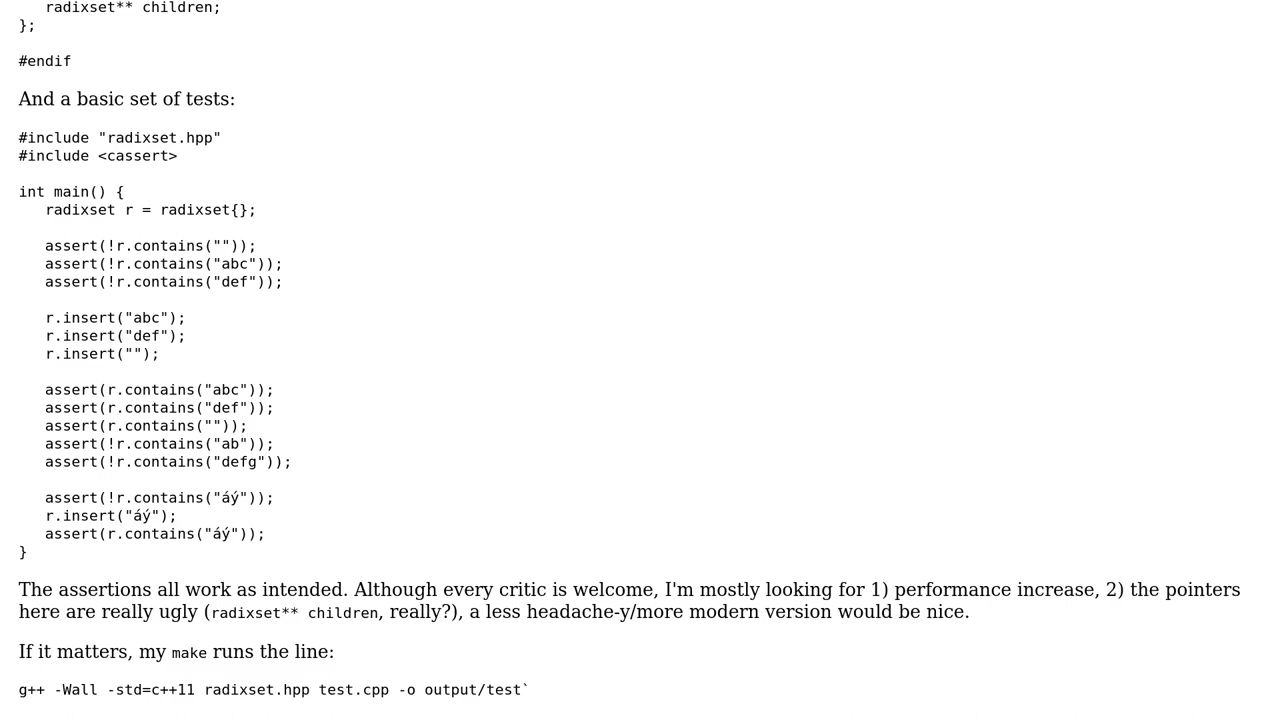 radixset** children;
};

#endif

And a basic set of tests:

#include "radixset.hpp"
#include <cassert>

int main() {
   radixset r = radixset{};

   assert(!r.contains(""));
   assert(!r.contains("abc"));
   assert(!r.contains("def"));

   r.insert("abc");
   r.insert("def");
   r.insert("");

   assert(r.contains("abc"));
   assert(r.contains("def"));
   assert(r.contains(""));
   assert(!r.contains("ab"));
   assert(!r.contains("defg"));

   assert(!r.contains("áý"));
   r.insert("áý");
   assert(r.contains("áý"));
}

The assertions all work as intended. Although every critic is welcome, I'm mostly looking for 1) performance increase, 2) the pointers
here are really ugly (radixset** children, really?), a less headache-y/more modern version would be nice.

If it matters, my make runs the line:

g++ -Wall -std=c++11 radixset.hpp test.cpp -o output/test`